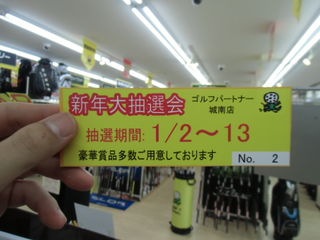 新年大抽選会
ゴルフパートナー
城南店
抽選期間: 1/2～13
豪華賞品多数ご用意しております
No. 2